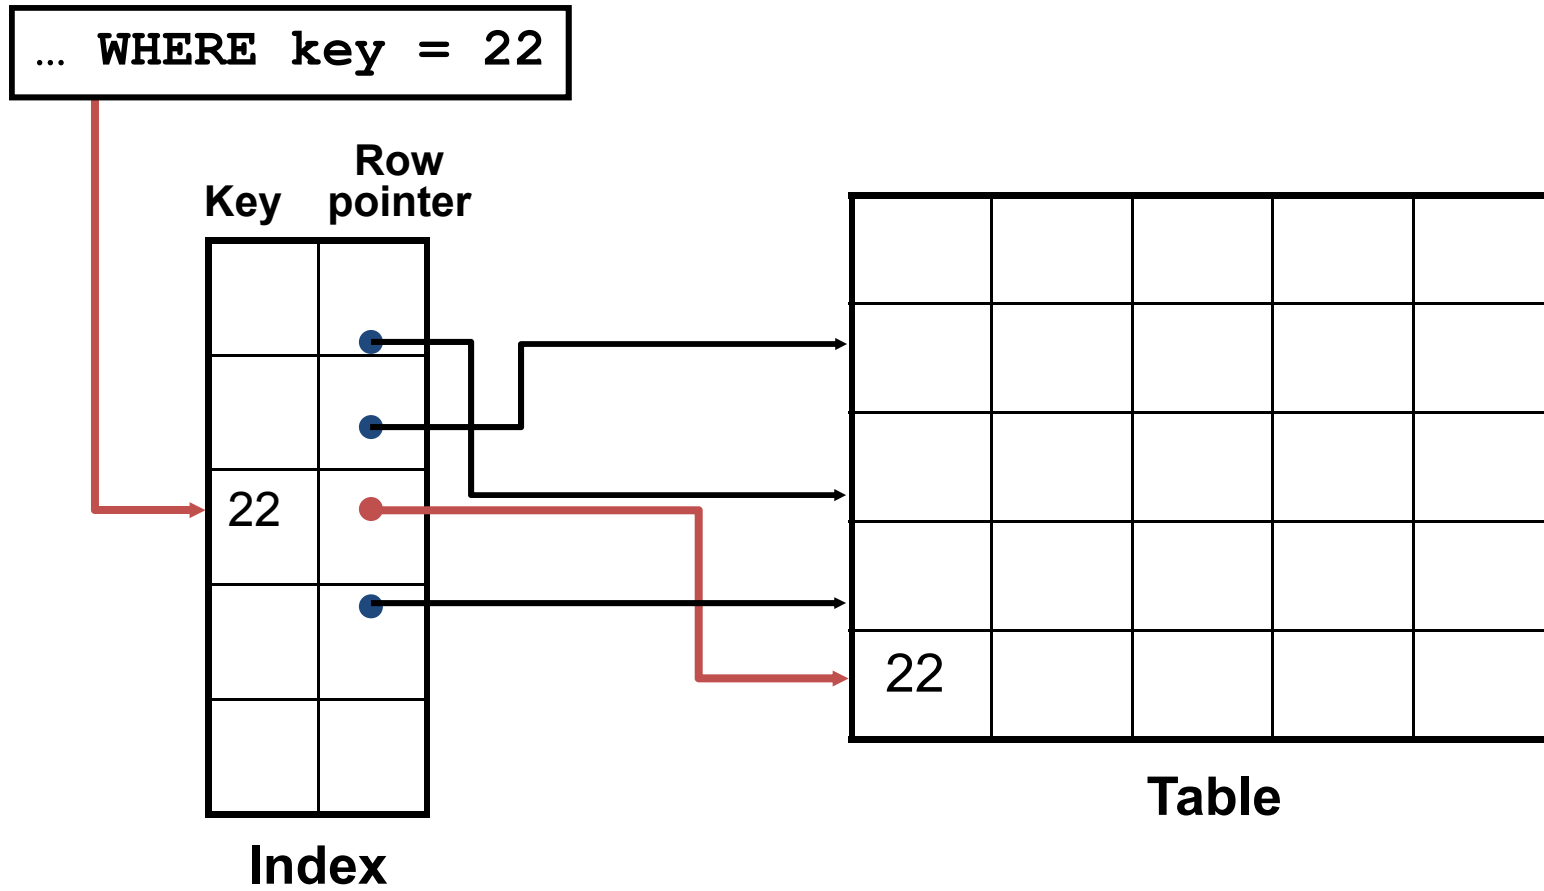 … WHERE key = 22
Row
Key pointer
22
22
Table
Index